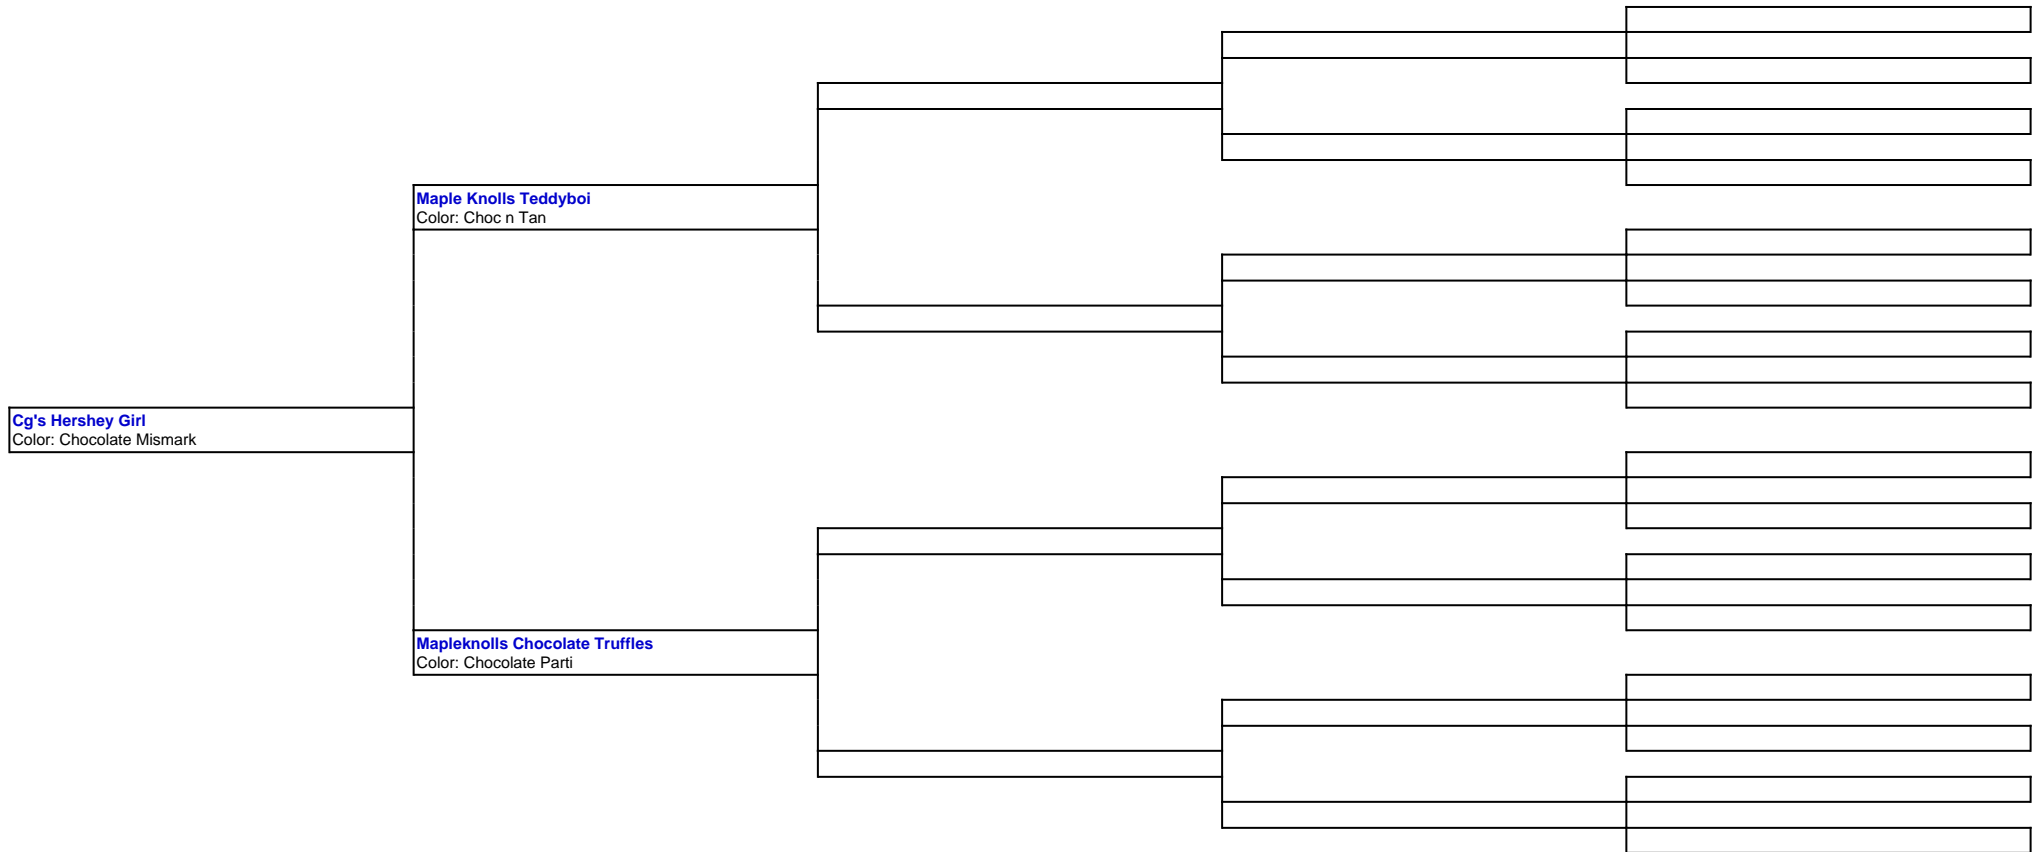 Maple Knolls Teddyboi
Color: Choc n Tan
Cg's Hershey Girl
Color: Chocolate Mismark
Mapleknolls Chocolate Truffles
Color: Chocolate Parti